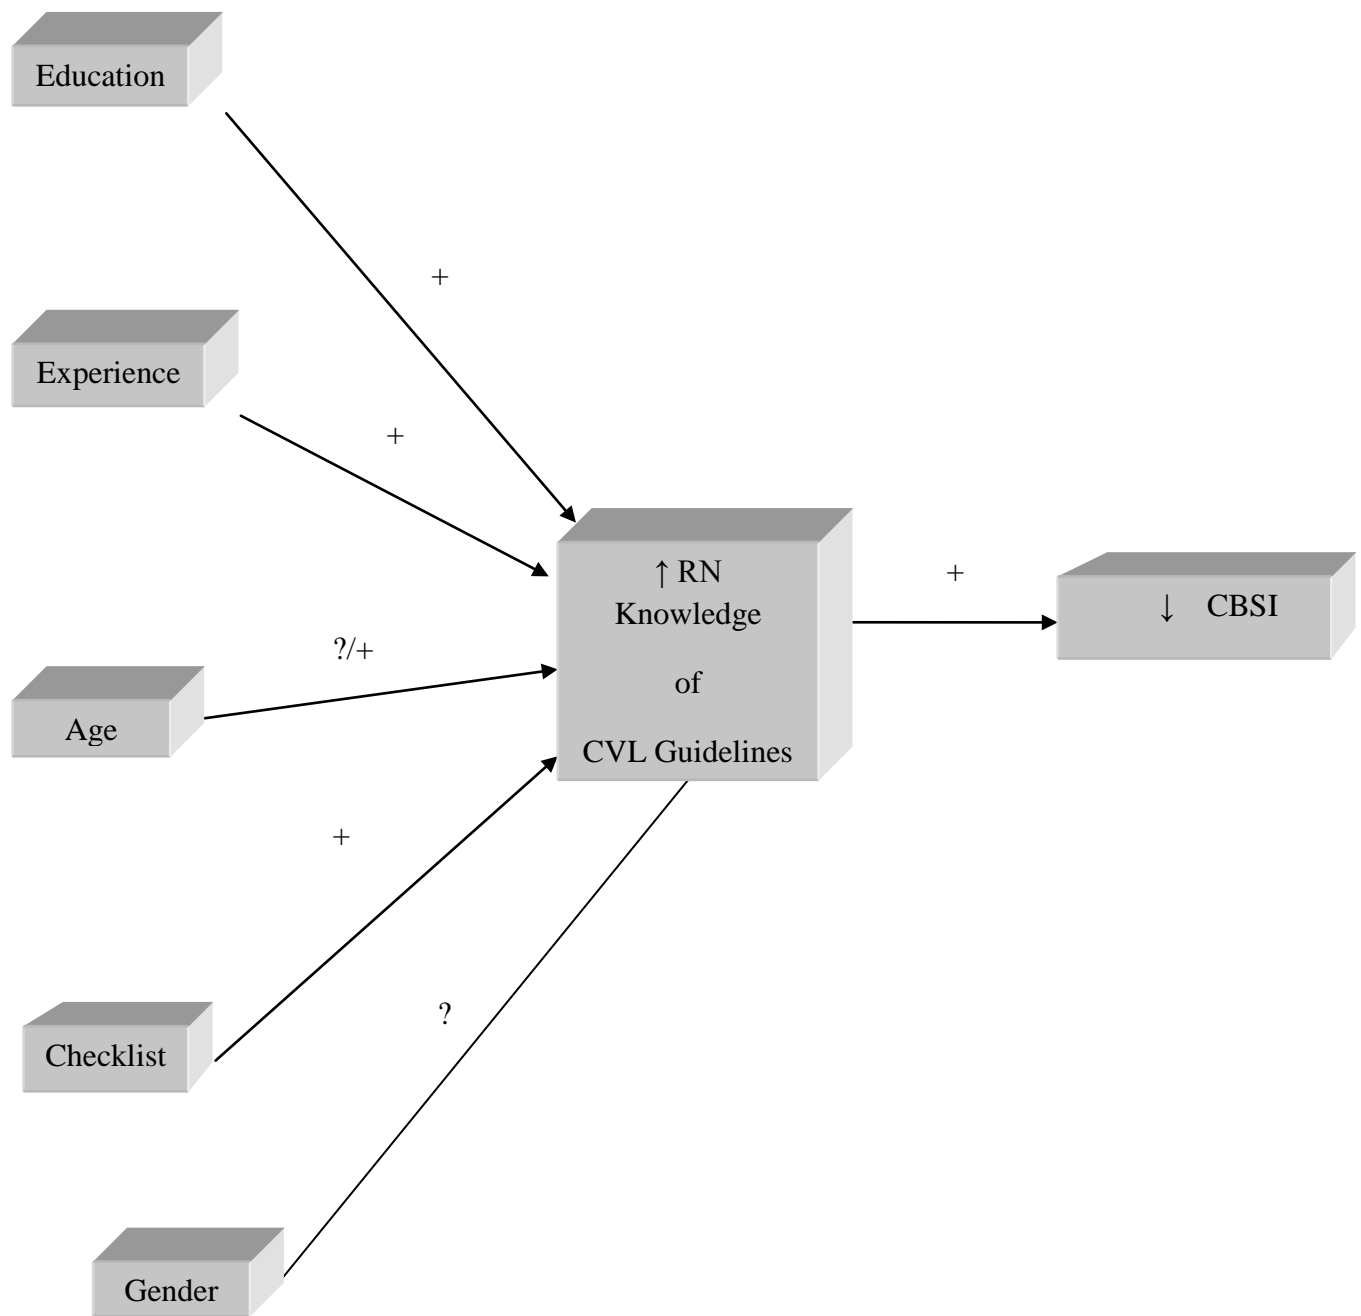 Education
+
Experience
+
↑ RN
Knowledge
of
CVL Guidelines
+
↓ CBSI
?/+
Age
+
Checklist
?
Gender